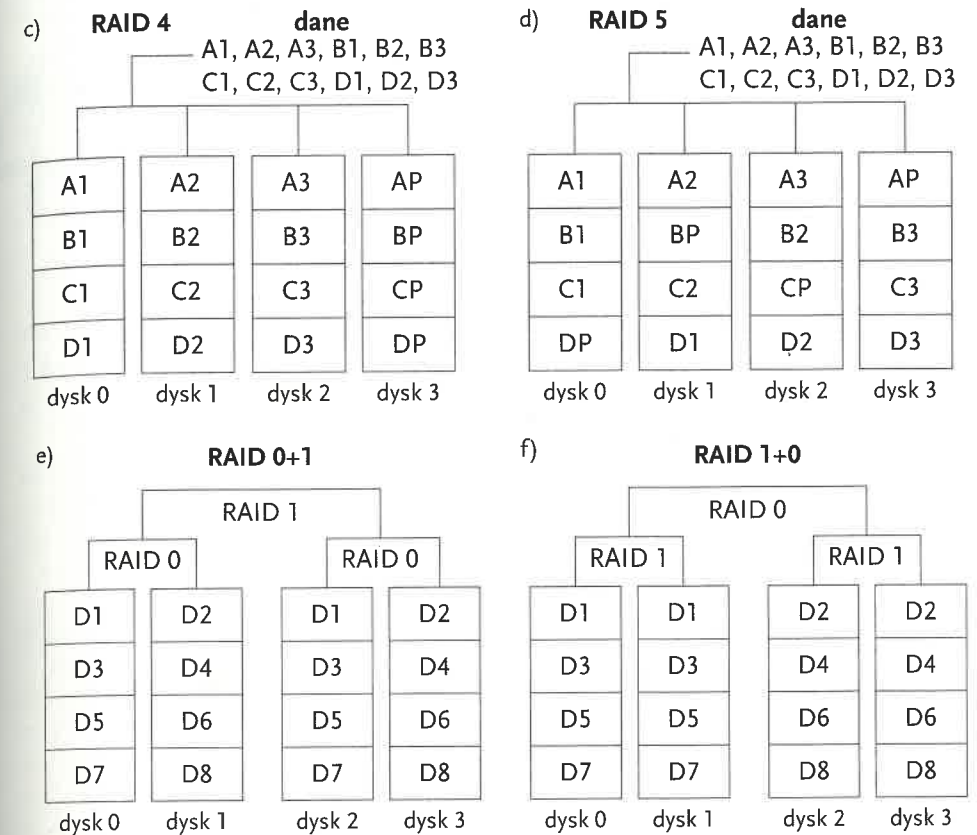 c) RAID 4 dane
A1, A2, A3, B1, B2, B3
C1, C2, C3, D1, D2, D3
A1 A2 A3 AP
B1 B2 B3 BP
C1 C2 C3 CP
D1 D2 D3 DP
dysk 0 dysk 1 dysk 2 dysk 3
d) RAID 5 dane
A1, A2, A3, B1, B2, B3
C1, C2, C3, D1, D2, D3
A1 A2 A3 AP
B1 BP B2 B3
C1 C2 CP C3
DP D1 D2 D3
dysk 0 dysk 1 dysk 2 dysk 3
e) RAID 0+1
RAID 1
RAID 0 RAID 0
D1 D2 D1 D2
D3 D4 D3 D4
D5 D6 D5 D6
D7 D8 D7 D8
dysk 0 dysk 1 dysk 2 dysk 3
f) RAID 1+0
RAID 0
RAID 1 RAID 1
D1 D1 D2 D2
D3 D3 D4 D4
D5 D5 D6 D6
D7 D7 D8 D8
dysk 0 dysk 1 dysk 2 dysk 3